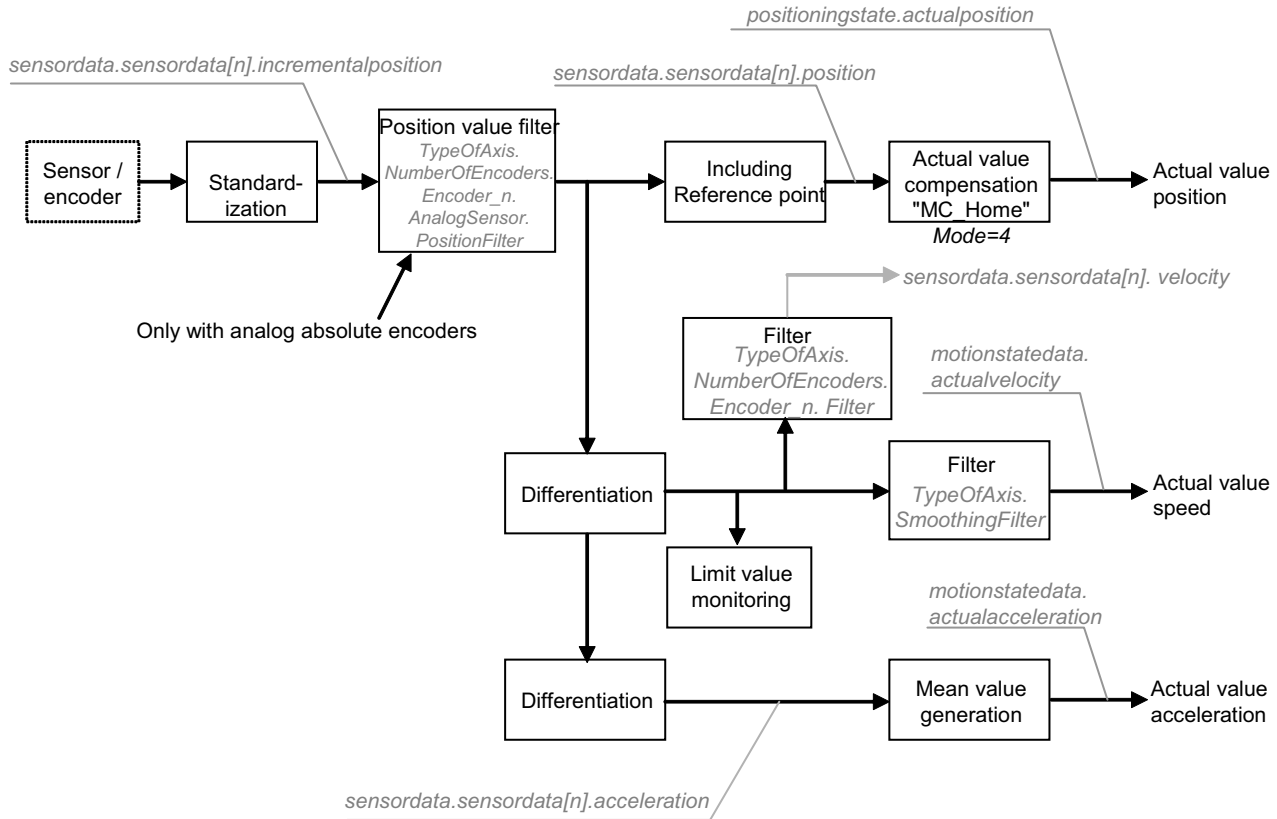 positioningstate.actualposition
sensordata.sensordata[n].incrementalposition
sensordata.sensordata[n].position
Sensor /
encoder
Standard-
ization
Position value filter
TypeOfAxis.
NumberOfEncoders.
Encoder_n.
AnalogSensor.
PositionFilter
Including
Reference point
Actual value
compensation
"MC_Home"
Mode=4
Actual value
position
Only with analog absolute encoders
sensordata.sensordata[n]. velocity
Filter
TypeOfAxis.
NumberOfEncoders.
Encoder_n. Filter
motionstatedata.
actualvelocity
Differentiation
Filter
TypeOfAxis.
SmoothingFilter
Actual value
speed
Limit value
monitoring
motionstatedata.
actualacceleration
Differentiation
Mean value
generation
Actual value
acceleration
sensordata.sensordata[n].acceleration